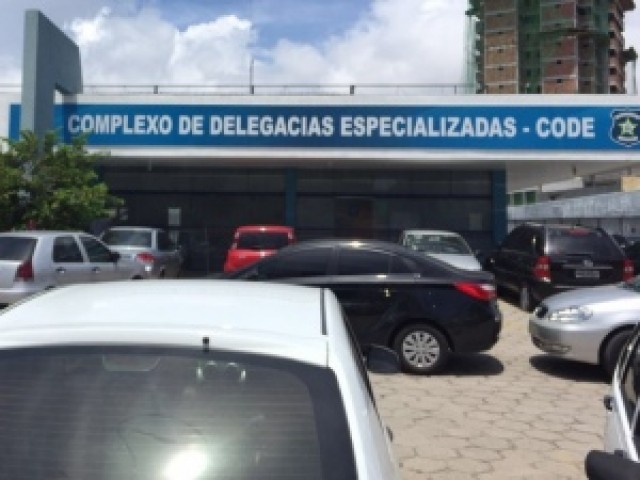 COMPLEXO DE DELEGACIAS ESPECIALIZADAS - CODE